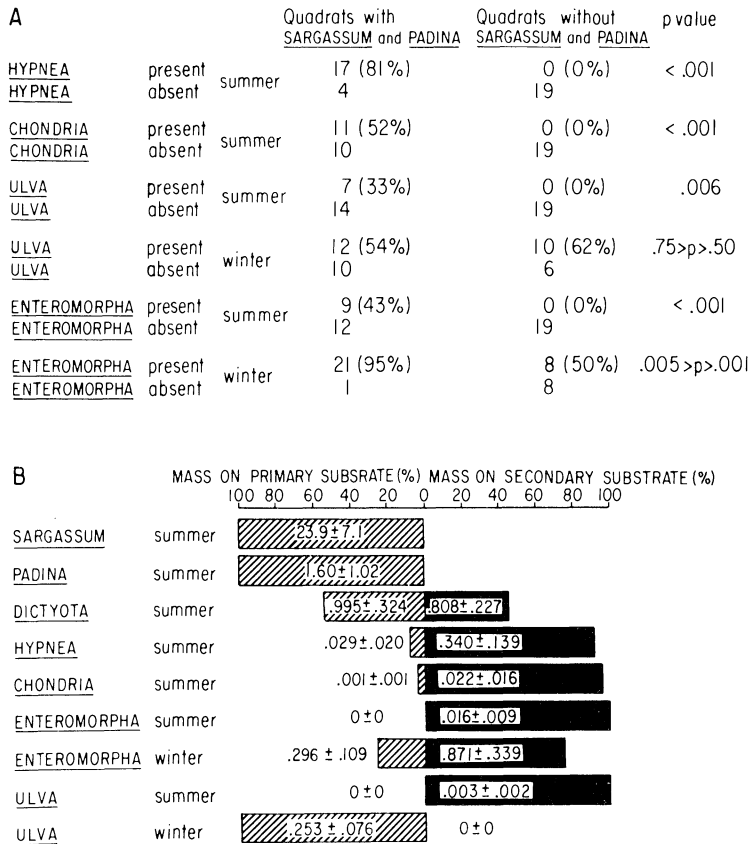 A
Quadrats with Quadrats without p value
SARGASSUM and PADINA SARGASSUM and PADINA
HYPNEA present summer 17 (81%) 0 (0%) < .001
HYPNEA absent 4 19
CHONDRIA present summer 11 (52%) 0 (0%) < .001
CHONDRIA absent 10 19
ULVA present summer 7 (33%) 0 (0%) .006
ULVA absent 14 19
ULVA present winter 12 (54%) 10 (62%) .75>p>.50
ULVA absent 10 6
ENTEROMORPHA present summer 9 (43%) 0 (0%) < .001
ENTEROMORPHA absent 12 19
ENTEROMORPHA present winter 21 (95%) 8 (50%) .005>p>.001
ENTEROMORPHA absent 1 8
B MASS ON PRIMARY SUBSRATE(%) MASS ON SECONDARY SUBSTRATE(%)
100 80 60 40 20 0 20 40 60 80 100
SARGASSUM summer 23.9±7.1
PADINA summer 1.60±1.02
DICTYOTA summer .995±.324 .808±.227
HYPNEA summer .029±.020 .340±.139
CHONDRIA summer .001±.001 .022±.016
ENTEROMORPHA summer 0±0 .016±.009
ENTEROMORPHA winter .296 ± .109 .871±.339
ULVA summer 0±0 .003±.002
ULVA winter .253±.076 0±0